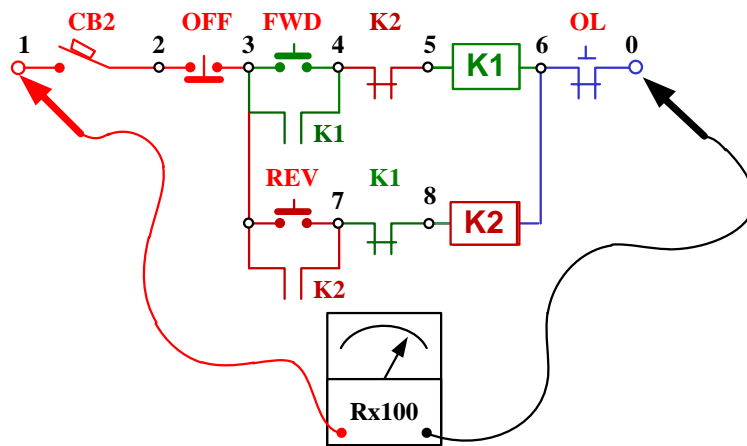 CB2 OFF FWD K2 OL
1 2 3 4 5 6 0
K1
K1
REV K1
7 8
K2
K2
Rx100